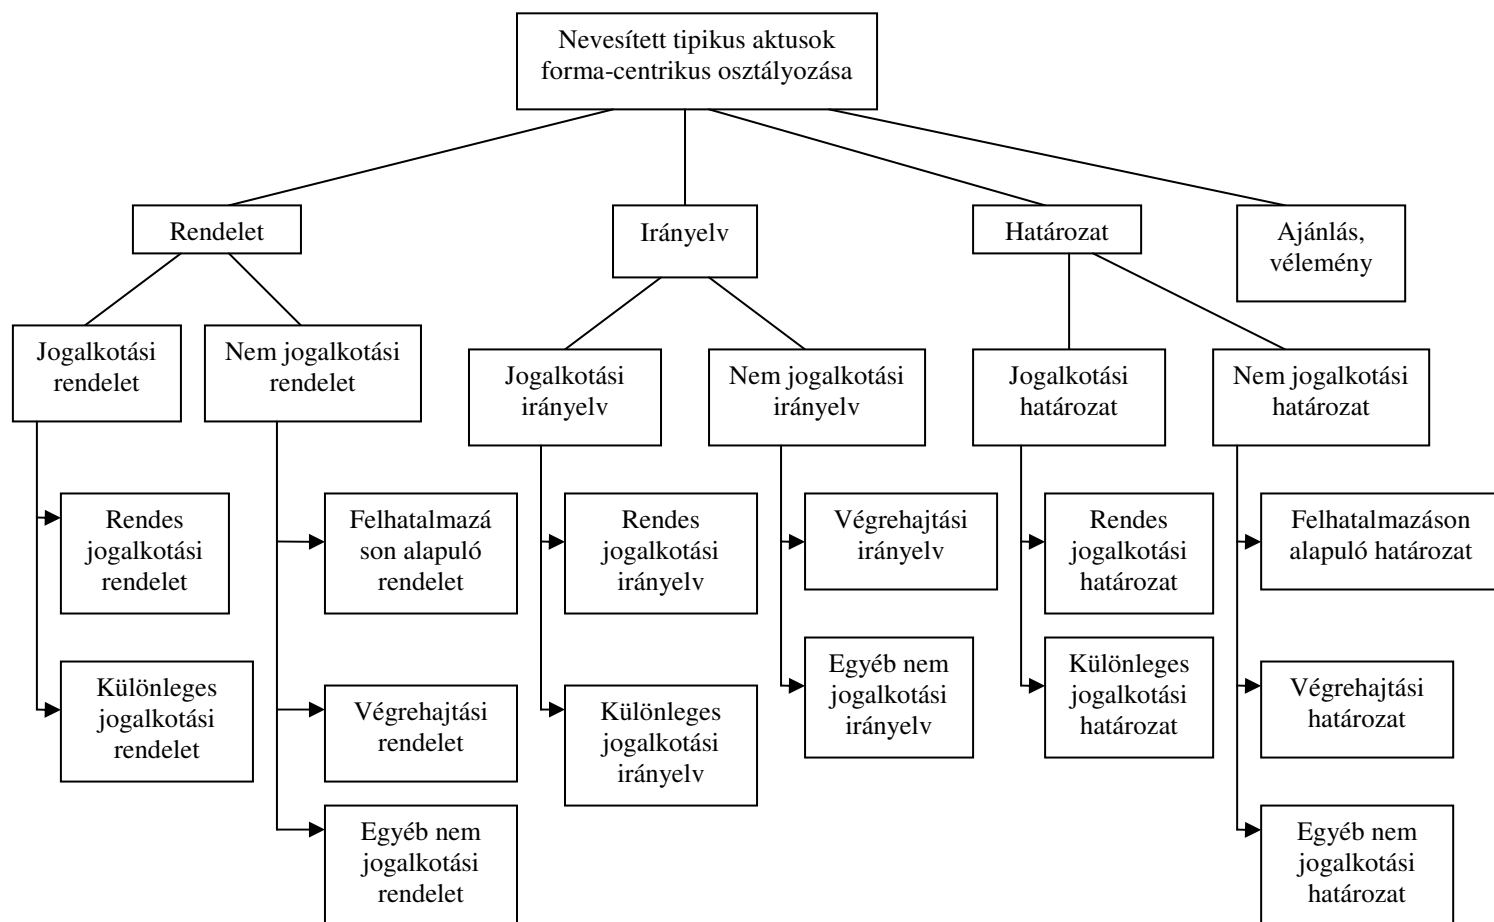 Nevesített tipikus aktusok
forma-centrikus osztályozása
Rendelet
Irányelv
Határozat
Ajánlás,
vélemény
Jogalkotási
rendelet
Nem jogalkotási
rendelet
Jogalkotási
irányelv
Nem jogalkotási
irányelv
Jogalkotási
határozat
Nem jogalkotási
határozat
Rendes
jogalkotási
rendelet
Felhatalmazá
son alapuló
rendelet
Rendes
jogalkotási
irányelv
Végrehajtási
irányelv
Rendes
jogalkotási
határozat
Felhatalmazáson
alapuló határozat
Különleges
jogalkotási
rendelet
Végrehajtási
rendelet
Különleges
jogalkotási
irányelv
Egyéb nem
jogalkotási
irányelv
Különleges
jogalkotási
határozat
Végrehajtási
határozat
Egyéb nem
jogalkotási
rendelet
Egyéb nem
jogalkotási
határozat